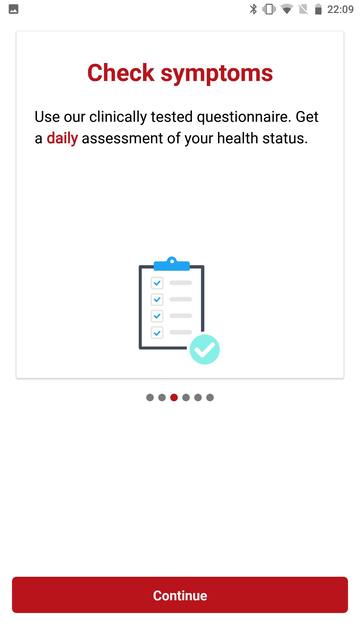 22:09
Check symptoms
Use our clinically tested questionnaire. Get
a daily assessment of your health status.
Continue